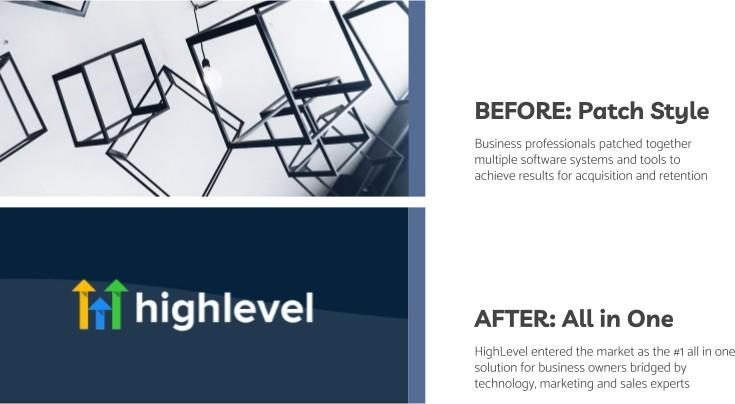 BEFORE: Patch Style
Business professionals patched together
multiple software systems and tools to
achieve results for acquisition and retention
highlevel
AFTER: All in One
HighLevel entered the market as the #1 all in one
solution for business owners bridged by
technology, marketing and sales experts